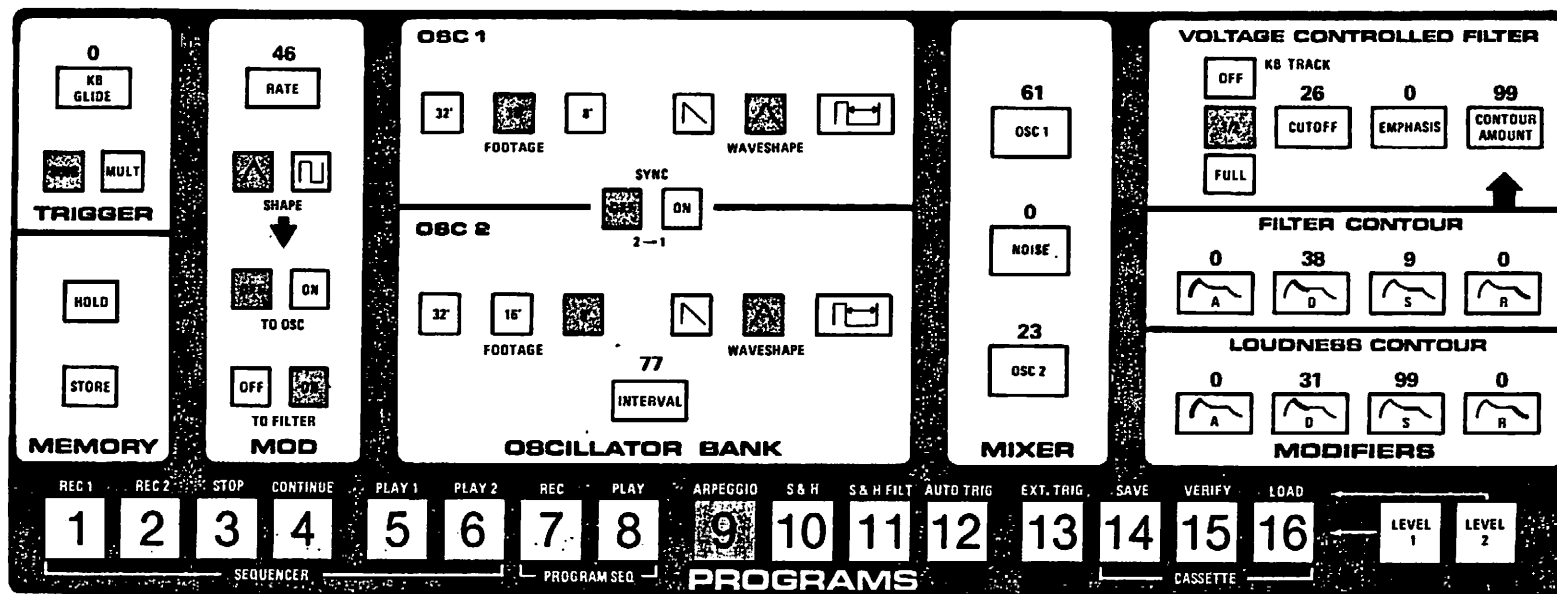 0
KB
GLIDE
MULT
TRIGGER
HOLD
STORE
MEMORY
46
RATE
SHAPE
ON
TO OSC
OFF
ON
TO FILTER
MOD
OSC 1
32' 8'
FOOTAGE
WAVESHAPE
SYNC
ON
2→1
OSC 2
32' 16'
FOOTAGE
WAVESHAPE
77
INTERVAL
OSCILLATOR BANK
61
OSC 1
0
NOISE
23
OSC 2
MIXER
VOLTAGE CONTROLLED FILTER
OFF
KB TRACK
1/2
FULL
26
CUTOFF
0
EMPHASIS
99
CONTOUR
AMOUNT
FILTER CONTOUR
0 38 9 0
A D S R
LOUDNESS CONTOUR
0 31 99 0
A D S R
MODIFIERS
REC 1 REC 2 STOP CONTINUE PLAY 1 PLAY 2 REC PLAY ARPEGGIO S & H S & H FILT AUTO TRIG EXT. TRIG SAVE VERIFY LOAD
1 2 3 4 5 6 7 8 9 10 11 12 13 14 15 16
LEVEL
1
LEVEL
2
SEQUENCER
PROGRAM SEQ
PROGRAMS
CASSETTE